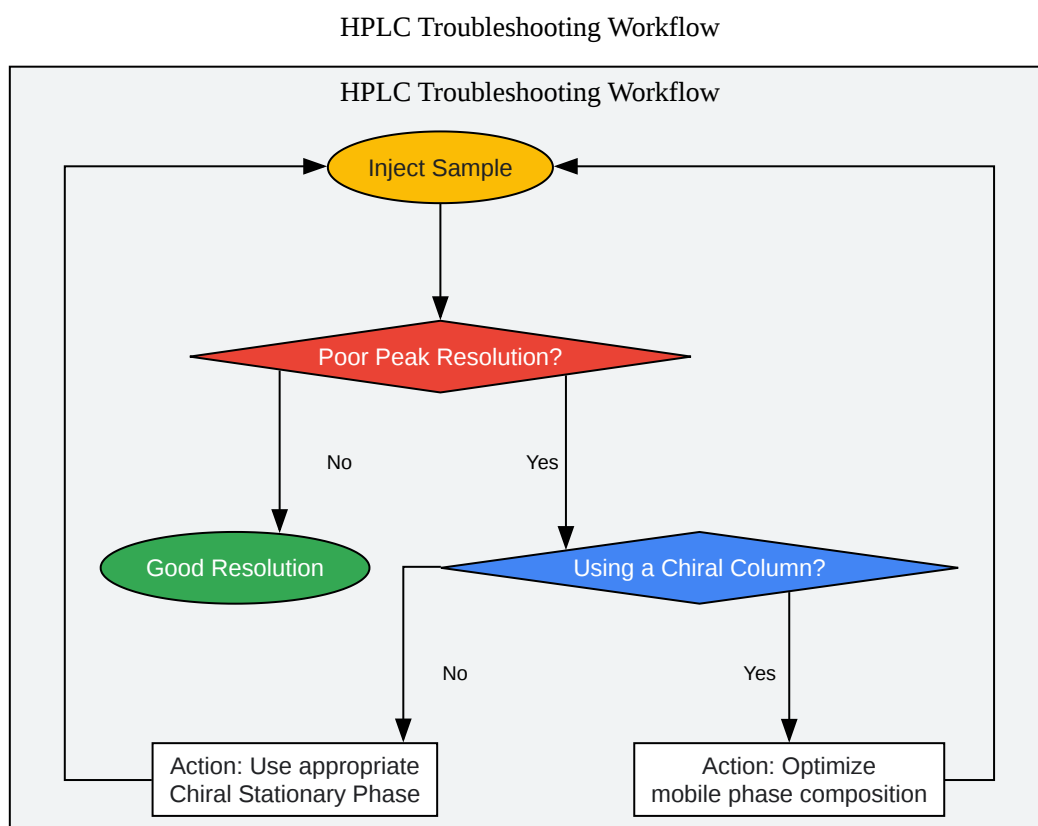 HPLC Troubleshooting Workflow
HPLC Troubleshooting Workflow
Inject Sample
Poor Peak Resolution?
No
Yes
Good Resolution
Using a Chiral Column?
No
Yes
Action: Use appropriate
Chiral Stationary Phase
Action: Optimize
mobile phase composition